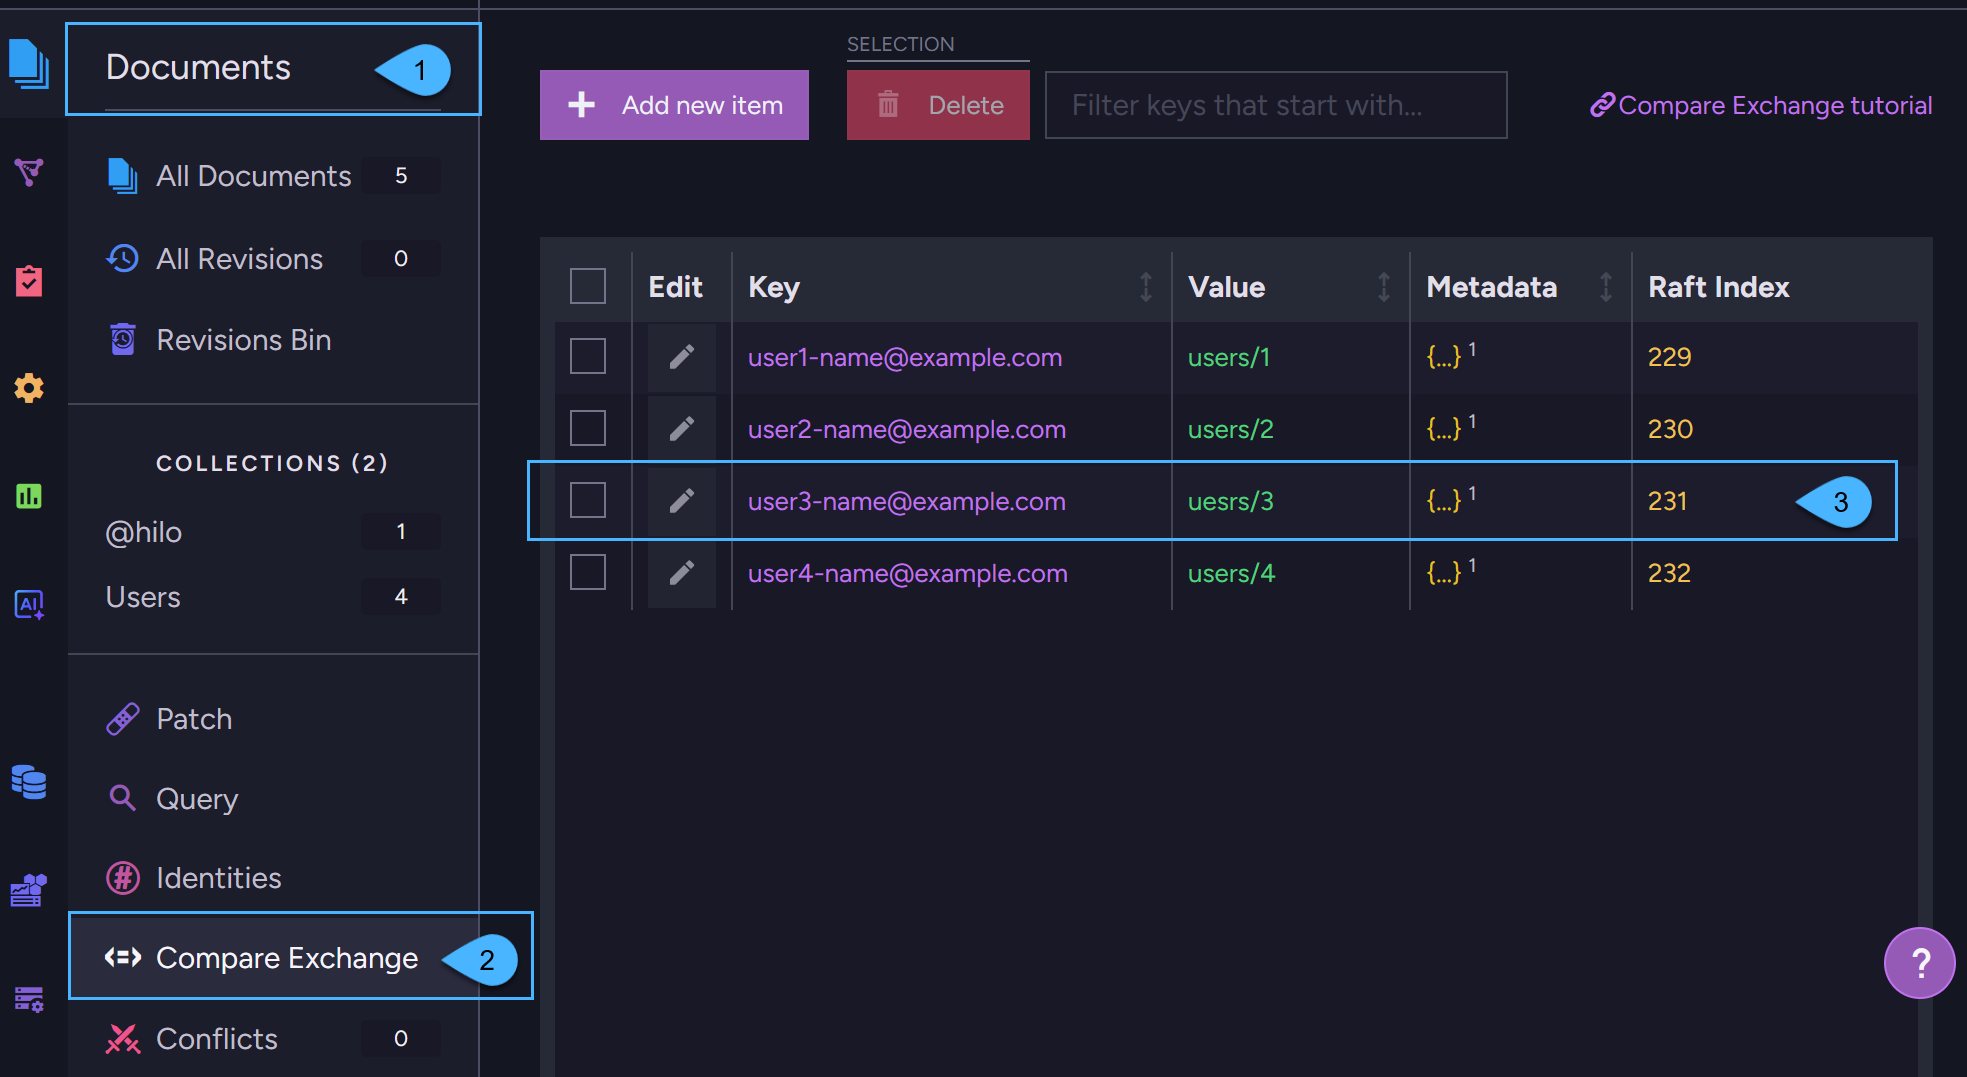 Documents
1
All Documents 5
All Revisions 0
Revisions Bin
COLLECTIONS (2)
@hilo 1
Users 4
Patch
Query
Identities
Compare Exchange
2
Conflicts 0
AI
SELECTION
Add new item
Delete
Filter keys that start with...
Compare Exchange tutorial
Edit Key Value Metadata Raft Index
user1-name@example.com users/1 {...} 1 229
user2-name@example.com users/2 {...} 1 230
user3-name@example.com uesrs/3 {...} 1 231
3
user4-name@example.com users/4 {...} 1 232
?